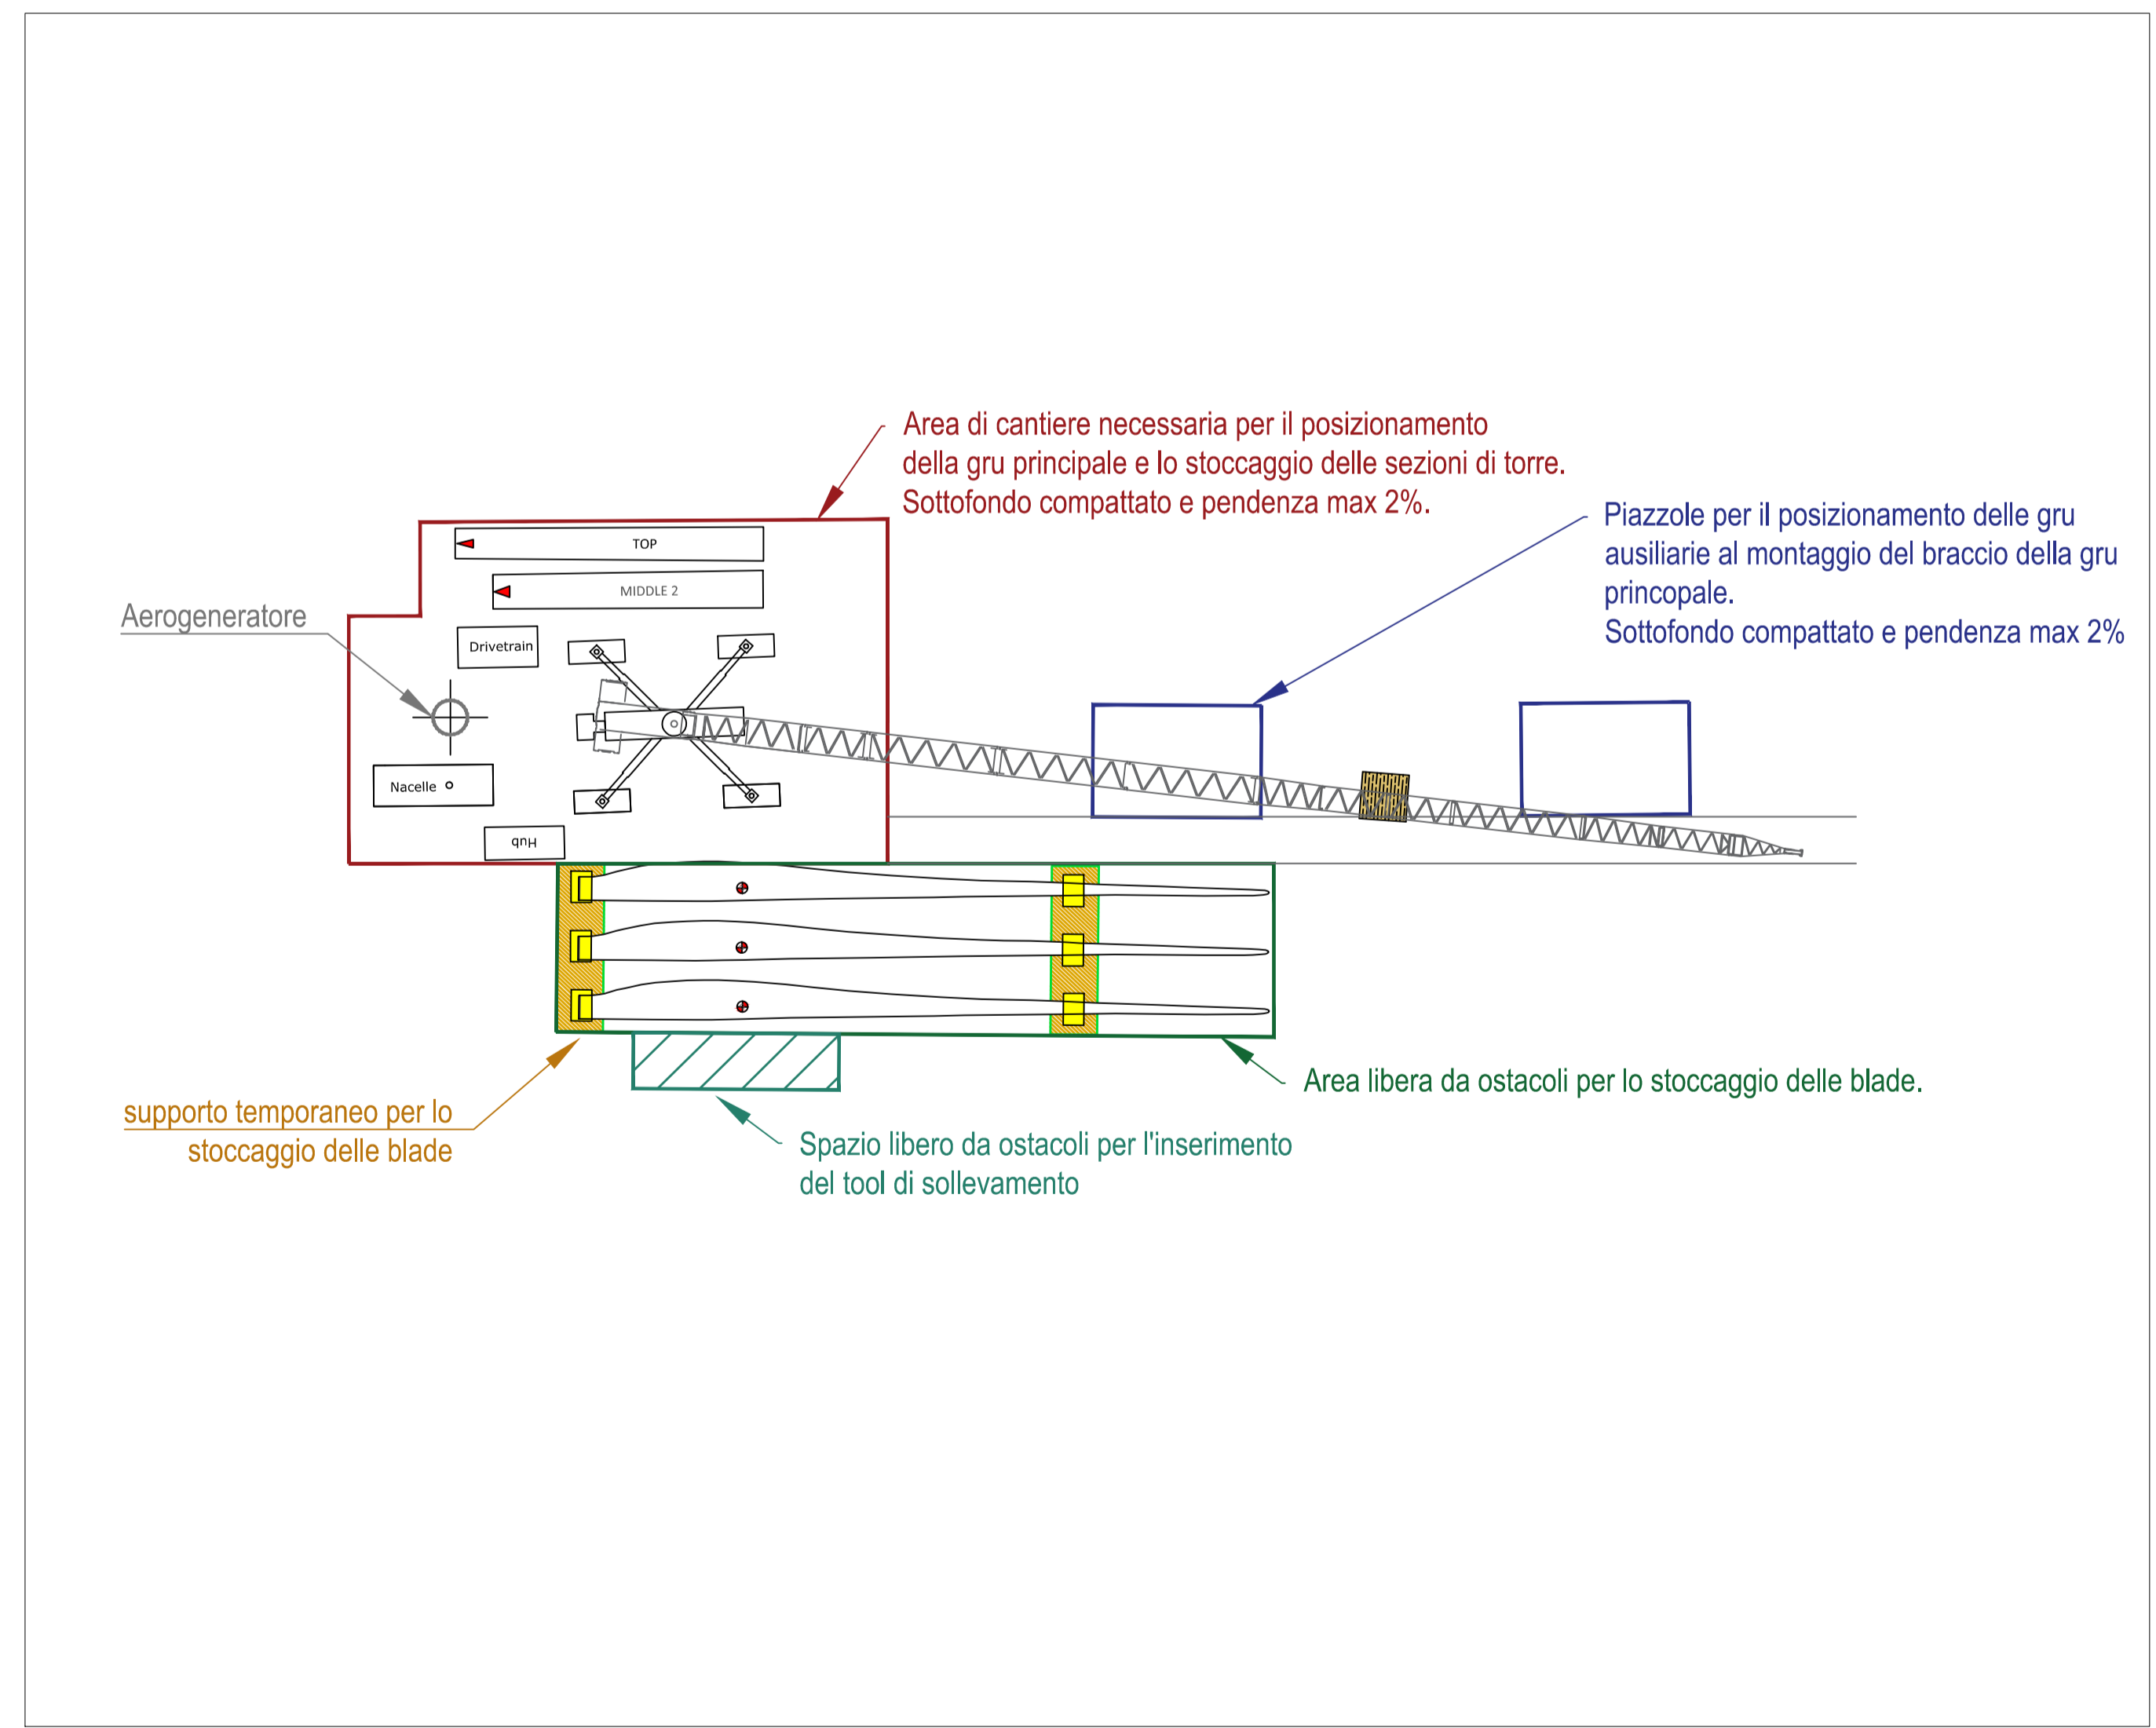 Area di cantiere necessaria per il posizionamento
della gru principale e lo stoccaggio delle sezioni di torre.
Sottofondo compattato e pendenza max 2%.
Piazzole per il posizionamento delle gru
ausiliarie al montaggio del braccio della gru
princopale.
Sottofondo compattato e pendenza max 2%
TOP
MIDDLE 2
Aerogeneratore
Drivetrain
Nacelle
Hub
Area libera da ostacoli per lo stoccaggio delle blade.
supporto temporaneo per lo
stoccaggio delle blade
Spazio libero da ostacoli per l'inserimento
del tool di sollevamento